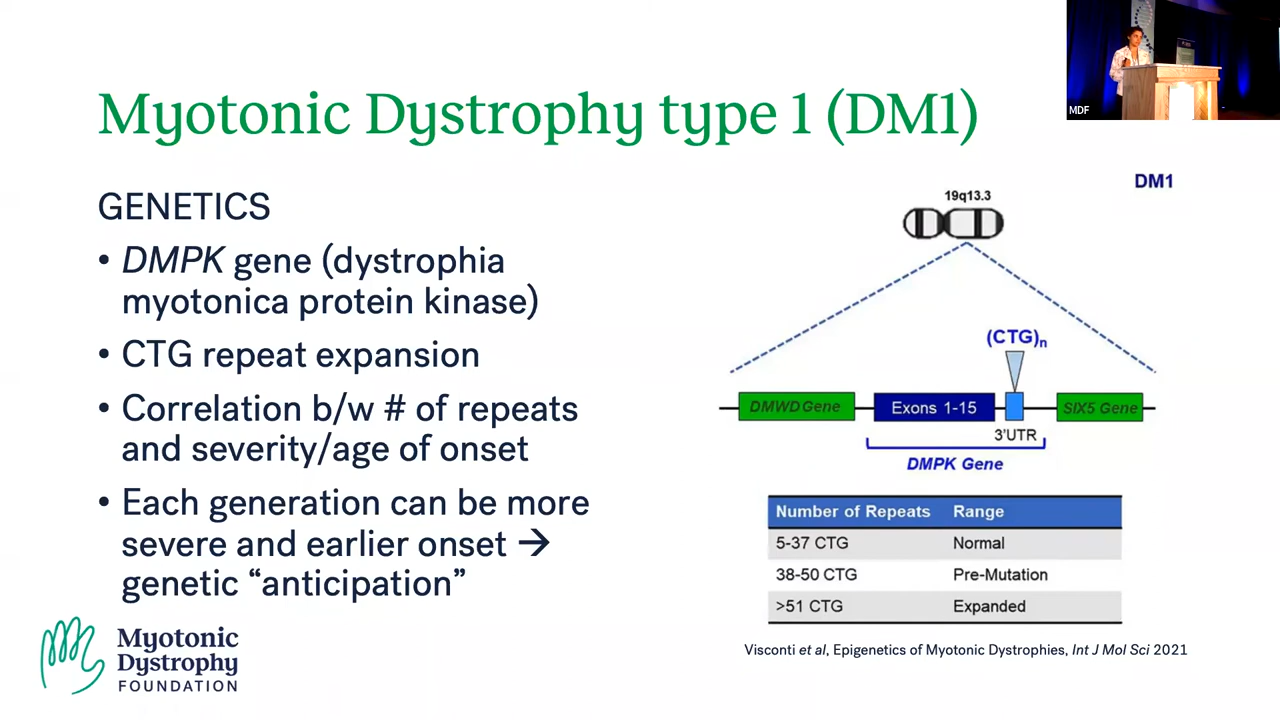 MDF
Myotonic Dystrophy type 1 (DM1)
GENETICS
• DMPK gene (dystrophia
myotonica protein kinase)
• CTG repeat expansion
• Correlation b/w # of repeats
and severity/age of onset
• Each generation can be more
severe and earlier onset →
genetic “anticipation”
DM1
19q13.3
(CTG)n
DMWD Gene
Exons 1-15
SIX5 Gene
3'UTR
DMPK Gene
Number of Repeats Range
5-37 CTG Normal
38-50 CTG Pre-Mutation
>51 CTG Expanded
Visconti et al, Epigenetics of Myotonic Dystrophies, Int J Mol Sci 2021
Myotonic
Dystrophy
FOUNDATION